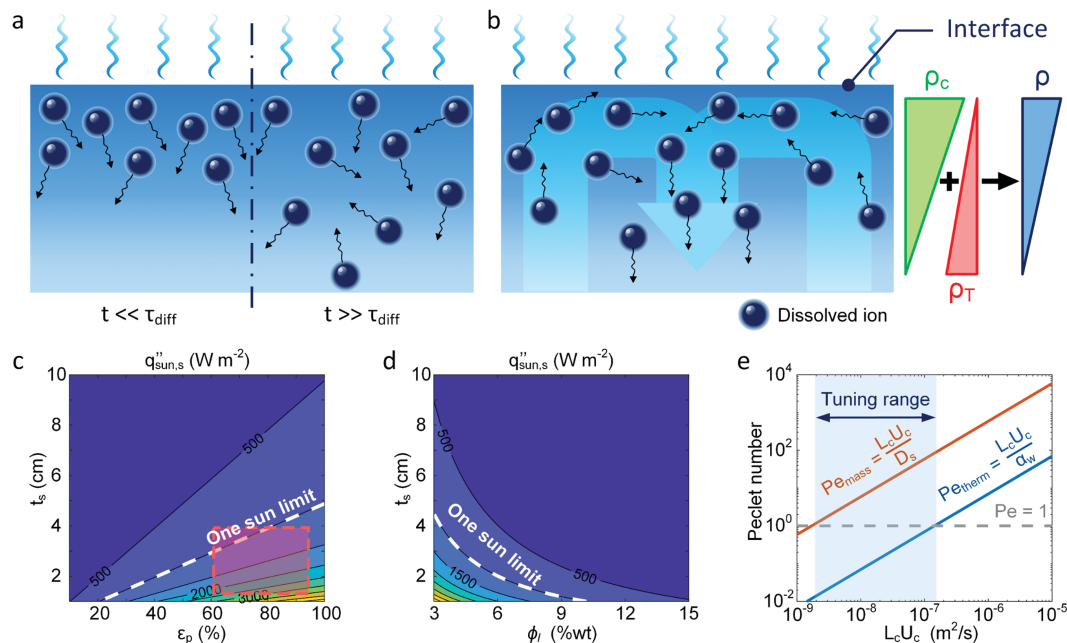 a
b
Interface
ρc
ρ
ρT
t << τdiff
t >> τdiff
Dissolved ion
c
q''sun,s (W m-2)
d
q''sun,s (W m-2)
e
ts (cm)
10
8
6
4
2
500
500
One sun limit
2000
3000
20
40
60
80
100
εp (%)
ts (cm)
10
8
6
4
2
500
500
One sun limit
1500
3
6
9
12
15
ϕl (%wt)
Peclet number
10^4
10^2
10^0
10^-2
Tuning range
Pemass = LcUc / Ds
Petherm = LcUc / αw
Pe = 1
10^-9
10^-8
10^-7
10^-6
10^-5
LcUc (m²/s)